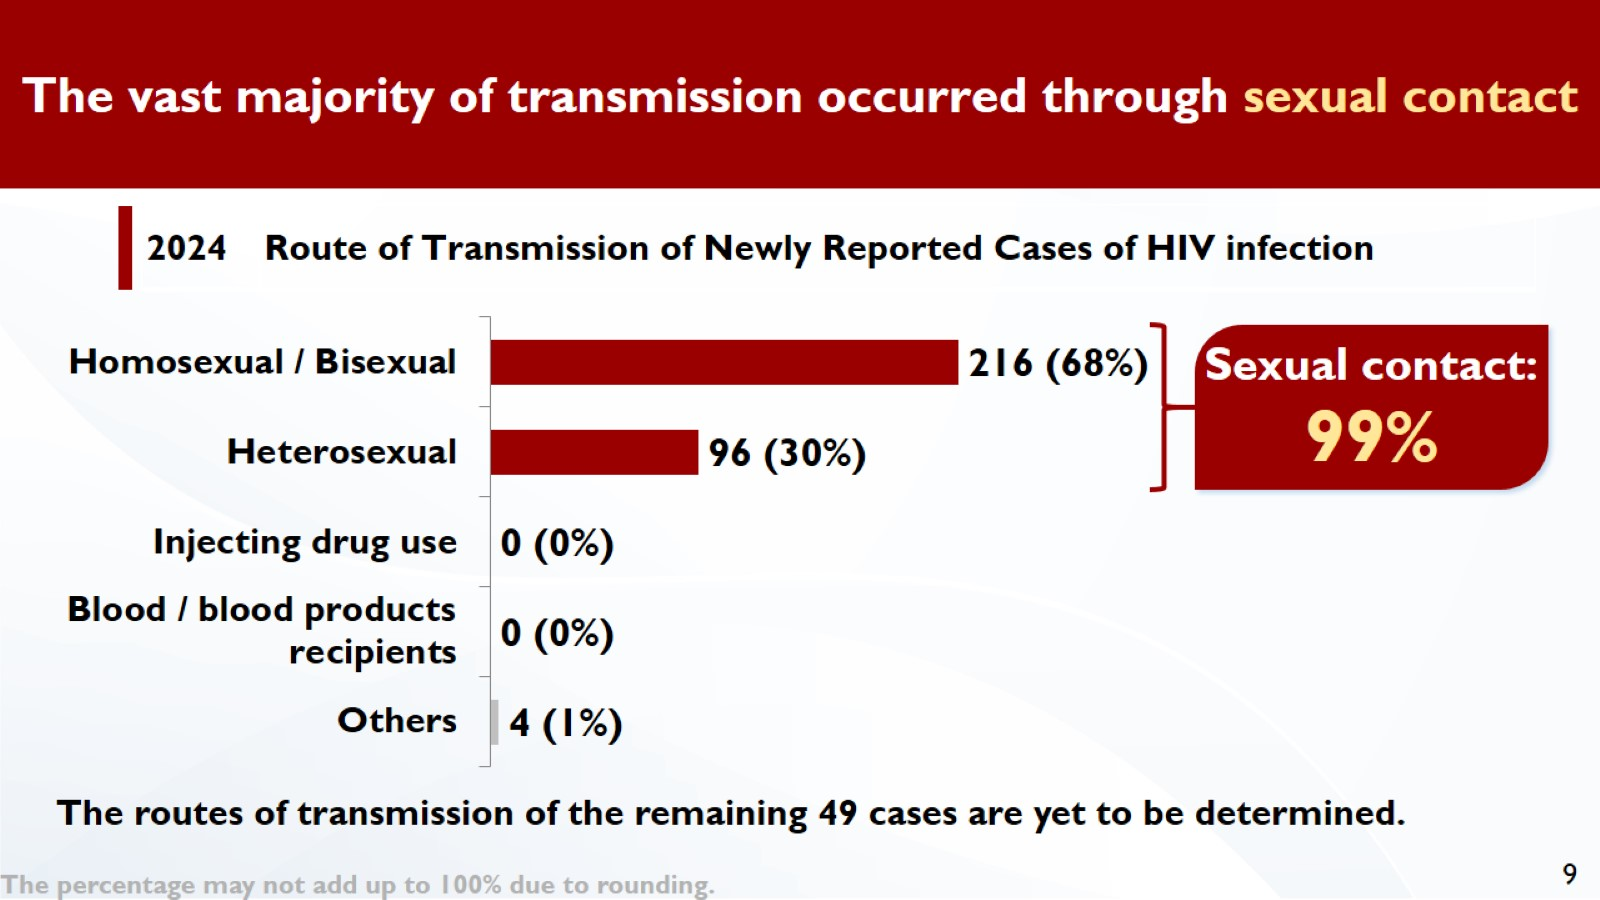 The vast majority of transmission occurred through sexual contact
2024 Route of Transmission of Newly Reported Cases of HIV infection
Homosexual / Bisexual 216 (68%)
Sexual contact:
99%
Heterosexual 96 (30%)
Injecting drug use 0 (0%)
Blood / blood products
recipients
0 (0%)
Others 4 (1%)
The routes of transmission of the remaining 49 cases are yet to be determined.
The percentage may not add up to 100% due to rounding.
9